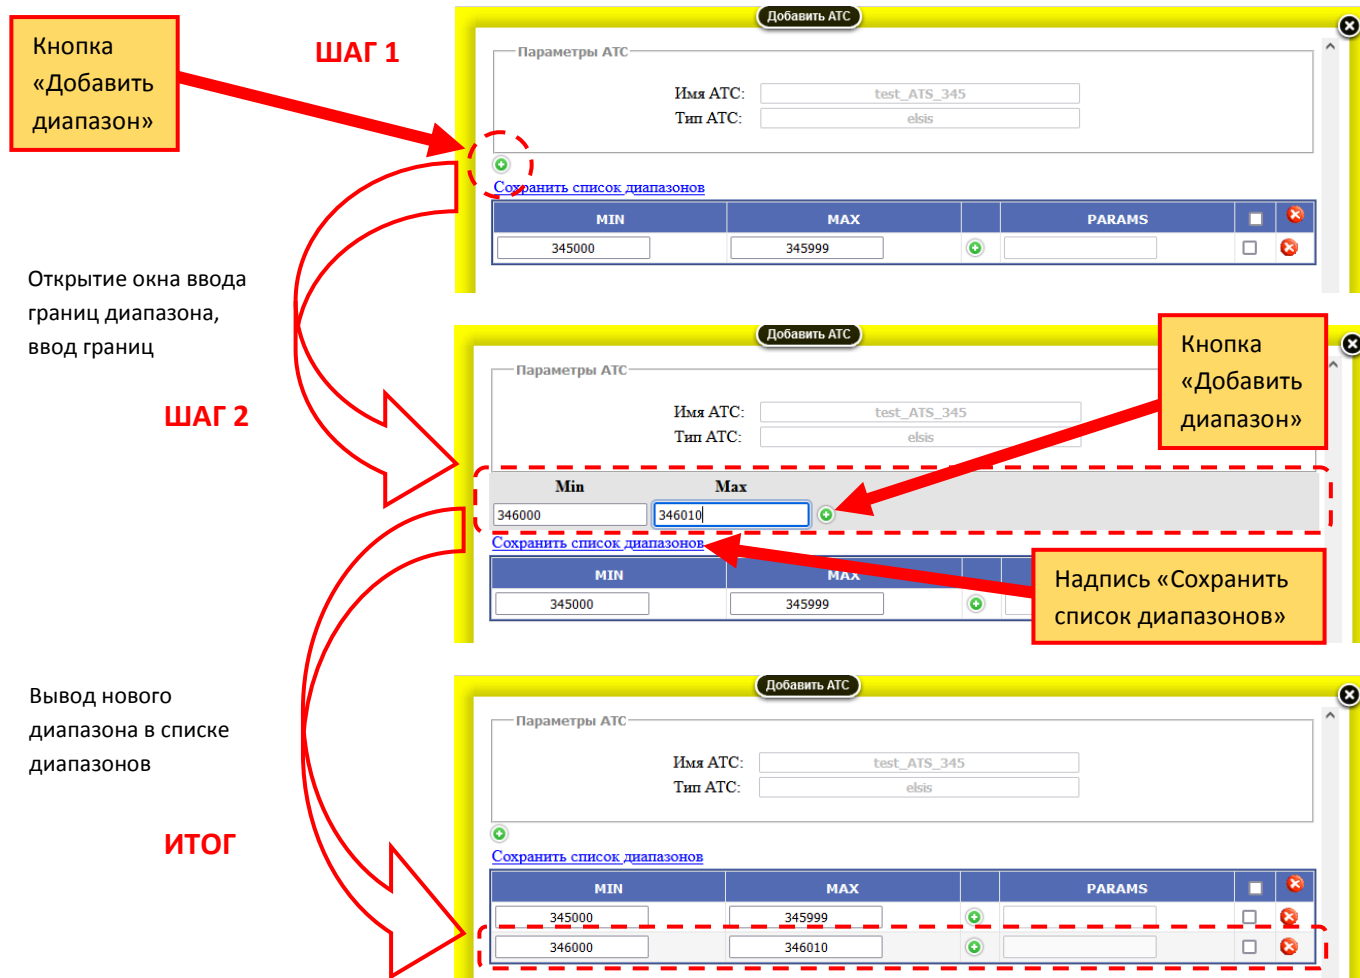 Добавить АТС
Кнопка
«Добавить
диапазон»
ШАГ 1
Параметры АТС
Имя АТС: test_ATS_345
Тип АТС: elsis
Сохранить список диапазонов
MIN MAX PARAMS
345000 345999
Открытие окна ввода
границ диапазона,
ввод границ
ШАГ 2
Добавить АТС
Кнопка
«Добавить
диапазон»
Параметры АТС
Имя АТС: test_ATS_345
Тип АТС: elsis
Min Max
346000 346010
Сохранить список диапазонов
MIN MAX
345000 345999
Надпись «Сохранить
список диапазонов»
Вывод нового
диапазона в списке
диапазонов
ИТОГ
Добавить АТС
Параметры АТС
Имя АТС: test_ATS_345
Тип АТС: elsis
Сохранить список диапазонов
MIN MAX PARAMS
345000 345999
346000 346010